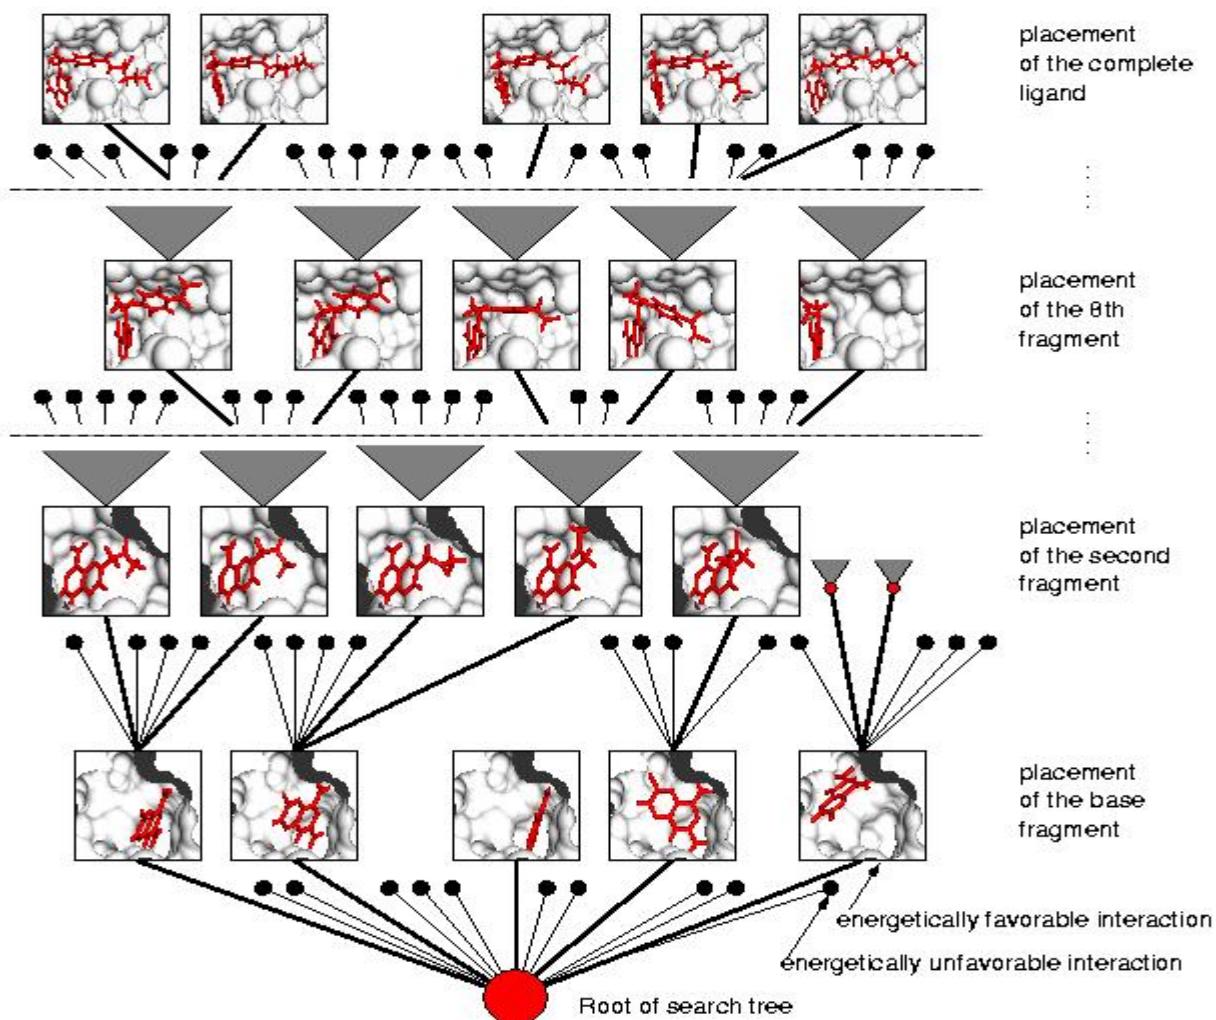 placement
of the complete
ligand
placement
of the 8th
fragment
placement
of the second
fragment
placement
of the base
fragment
energetically favorable interaction
energetically unfavorable interaction
Root of search tree